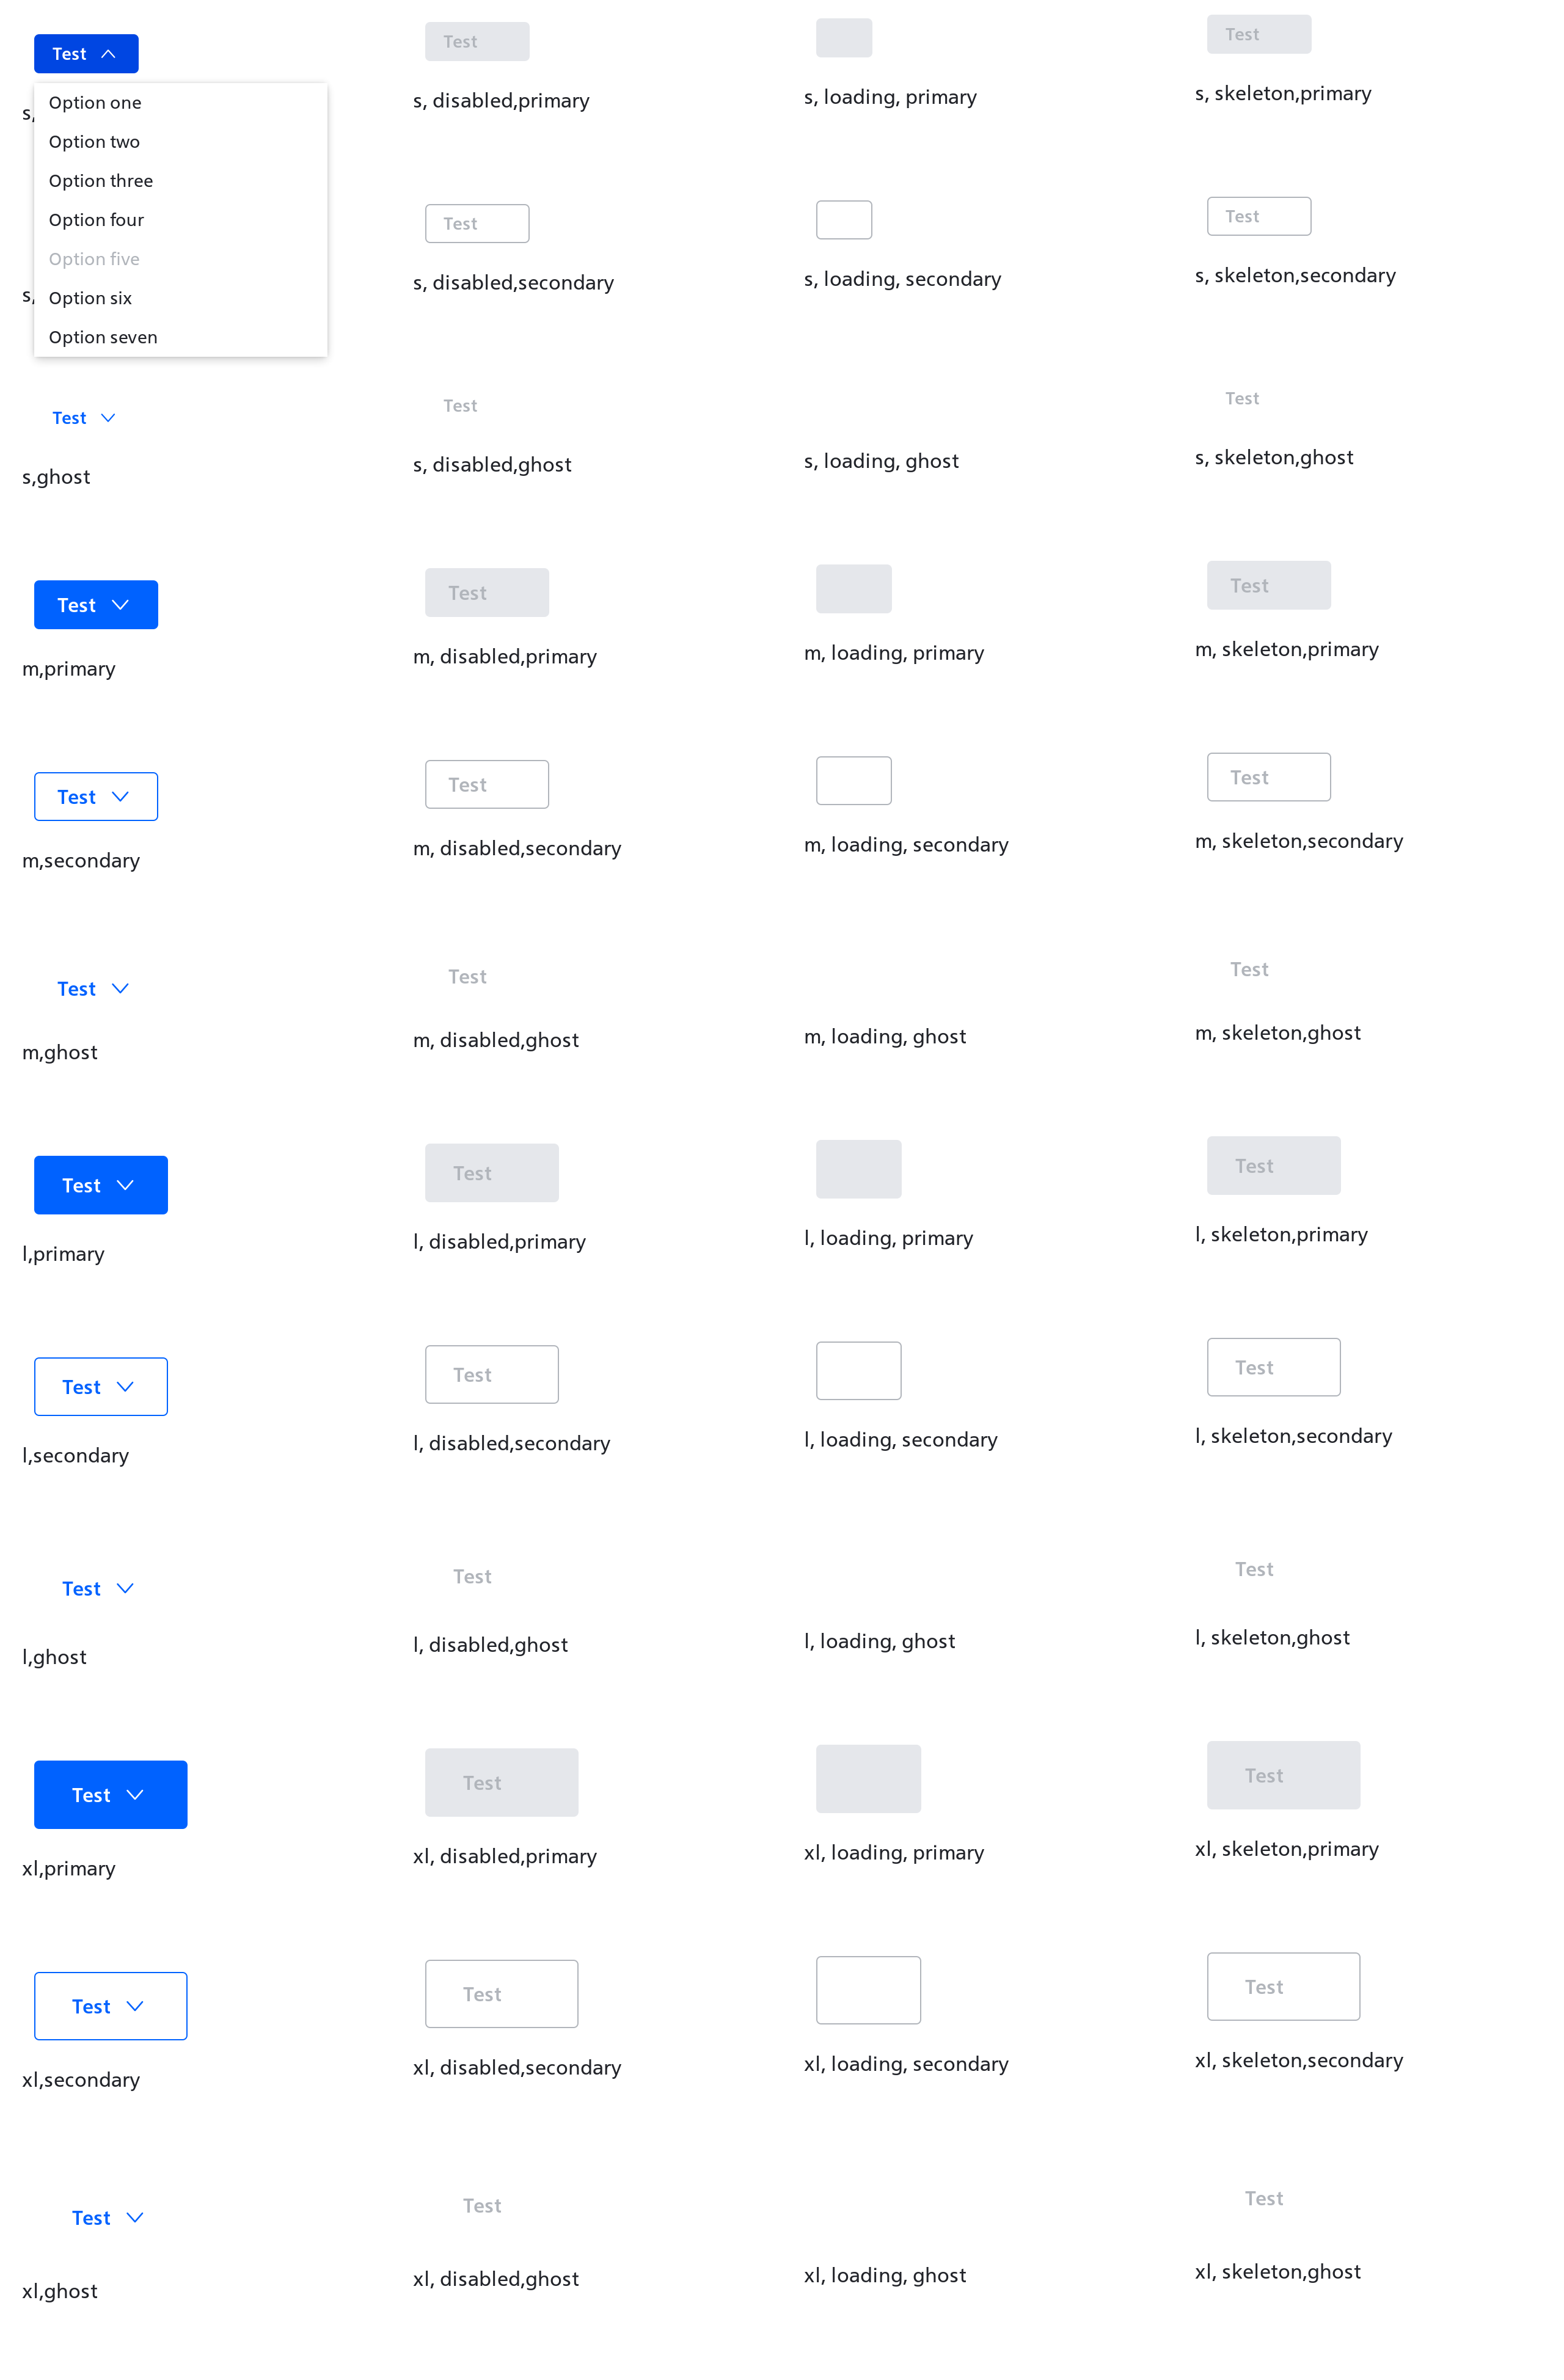 Test
Test
Test
s,
Option one
Option two
Option three
Option four
Option five
Option six
Option seven
s, disabled,primary
s, loading, primary
s, skeleton,primary
Test
Test
s,
s, disabled,secondary
s, loading, secondary
s, skeleton,secondary
Test
Test
Test
s,ghost
s, disabled,ghost
s, loading, ghost
s, skeleton,ghost
Test
Test
Test
m,primary
m, disabled,primary
m, loading, primary
m, skeleton,primary
Test
Test
Test
m,secondary
m, disabled,secondary
m, loading, secondary
m, skeleton,secondary
Test
Test
Test
m,ghost
m, disabled,ghost
m, loading, ghost
m, skeleton,ghost
Test
Test
Test
l,primary
l, disabled,primary
l, loading, primary
l, skeleton,primary
Test
Test
Test
l,secondary
l, disabled,secondary
l, loading, secondary
l, skeleton,secondary
Test
Test
Test
l,ghost
l, disabled,ghost
l, loading, ghost
l, skeleton,ghost
Test
Test
Test
xl,primary
xl, disabled,primary
xl, loading, primary
xl, skeleton,primary
Test
Test
Test
xl,secondary
xl, disabled,secondary
xl, loading, secondary
xl, skeleton,secondary
Test
Test
Test
xl,ghost
xl, disabled,ghost
xl, loading, ghost
xl, skeleton,ghost